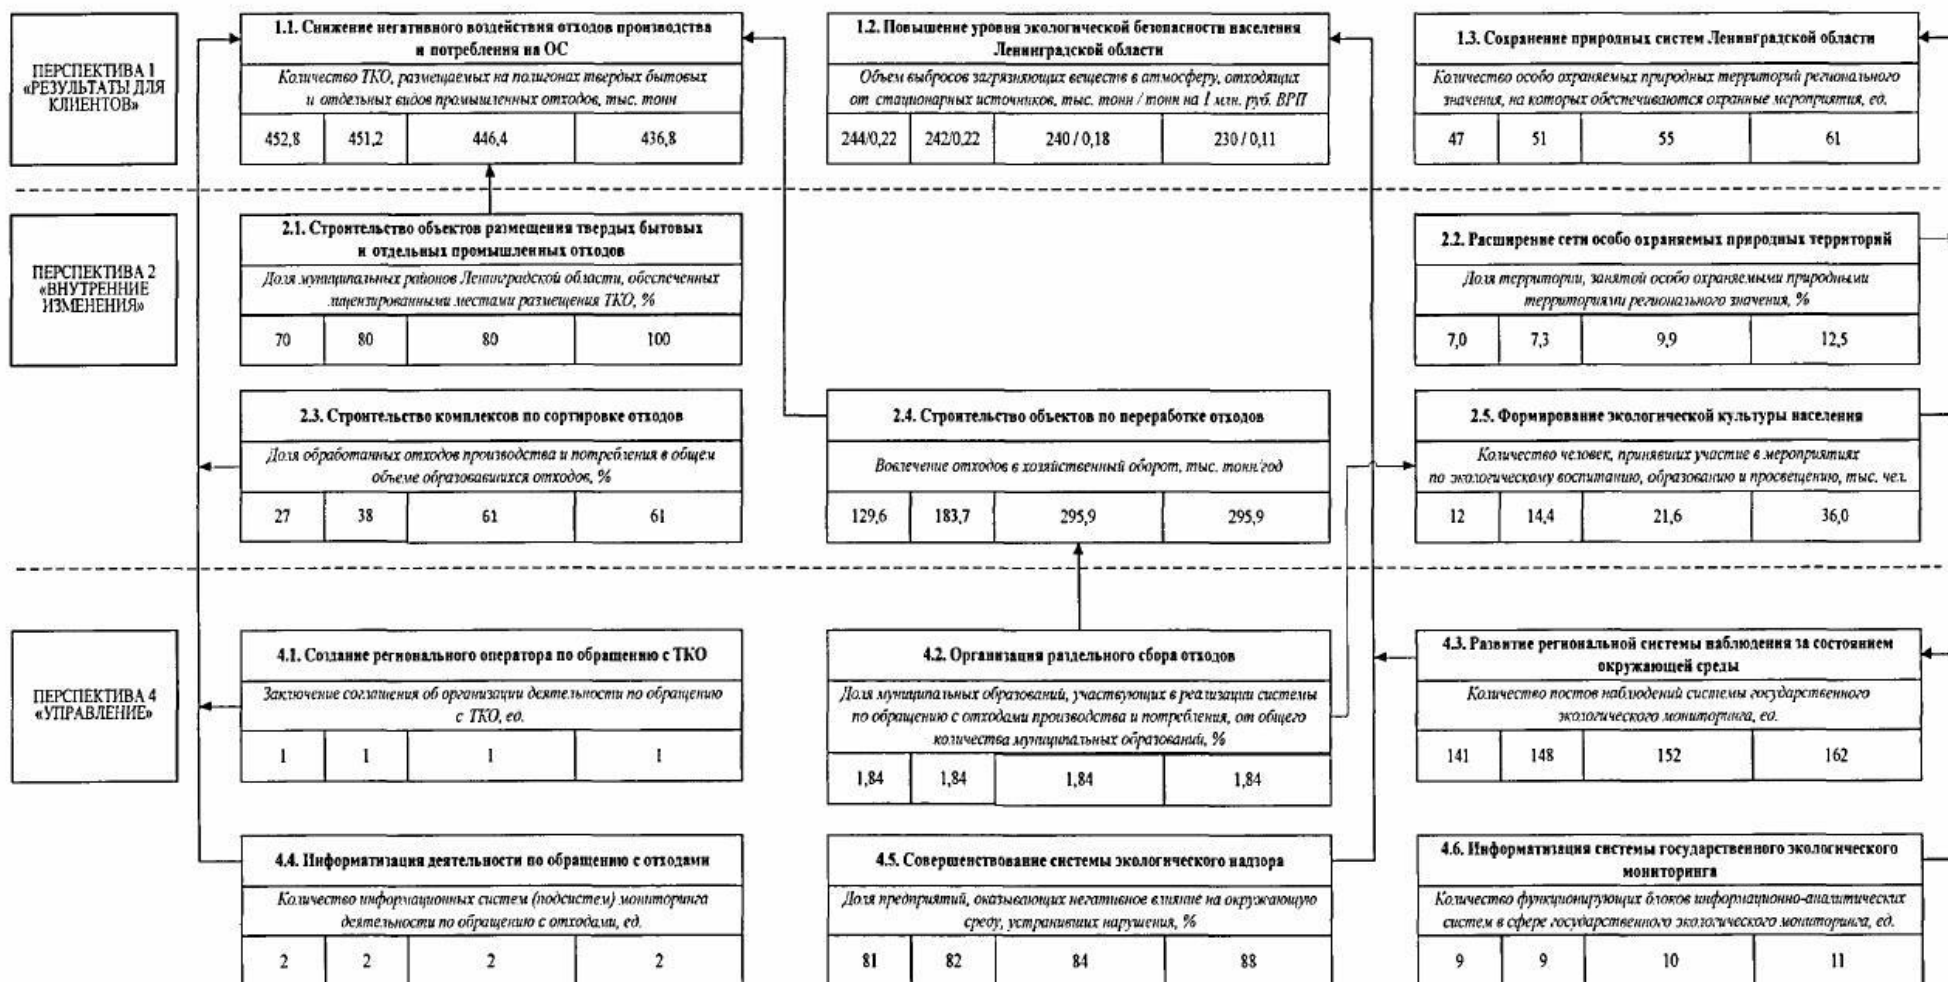 ПЕРСПЕКТИВА 1
«РЕЗУЛЬТАТЫ ДЛЯ
КЛИЕНТОВ»
1.1. Снижение негативного воздействия отходов производства
и потребления на ОС
Количество ТКО, размещаемых на полигонах твердых бытовых
и отдельных видов промышленных отходов, тыс. тонн
452,8 451,2 446,4 436,8
1.2. Повышение уровня экологической безопасности населения
Ленинградской области
Объем выбросов загрязняющих веществ в атмосферу, отходящих
от стационарных источников, тыс. тонн / тонн на 1 млн. руб. ВРП
244/0,22 242/0,22 240 / 0,18 230 / 0,11
1.3. Сохранение природных систем Ленинградской области
Количество особо охраняемых природных территорий регионального
значения, на которых обеспечиваются охранные мероприятия, ед.
47 51 55 61
ПЕРСПЕКТИВА 2
«ВНУТРЕННИЕ
ИЗМЕНЕНИЯ»
2.1. Строительство объектов размещения твердых бытовых
и отдельных промышленных отходов
Доля муниципальных районов Ленинградской области, обеспеченных
лицензированными местами размещения ТКО, %
70 80 80 100
2.2. Расширение сети особо охраняемых природных территорий
Доля территории, занятой особо охраняемыми природными
территориями регионального значения, %
7,0 7,3 9,9 12,5
2.3. Строительство комплексов по сортировке отходов
Доля обработанных отходов производства и потребления в общем
объеме образовавшихся отходов, %
27 38 61 61
2.4. Строительство объектов по переработке отходов
Вовлечение отходов в хозяйственный оборот, тыс. тонн/год
129,6 183,7 295,9 295,9
2.5. Формирование экологической культуры населения
Количество человек, принявших участие в мероприятиях
по экологическому воспитанию, образованию и просвещению, тыс. чел.
12 14,4 21,6 36,0
ПЕРСПЕКТИВА 4
«УПРАВЛЕНИЕ»
4.1. Создание регионального оператора по обращению с ТКО
Заключение соглашения об организации деятельности по обращению
с ТКО, ед.
1 1 1 1
4.2. Организация раздельного сбора отходов
Доля муниципальных образований, участвующих в реализации системы
по обращению с отходами производства и потребления, от общего
количества муниципальных образований, %
1,84 1,84 1,84 1,84
4.3. Развитие региональной системы наблюдения за состоянием
окружающей среды
Количество постов наблюдений системы государственного
экологического мониторинга, ед.
141 148 152 162
4.4. Информатизация деятельности по обращению с отходами
Количество информационных систем (подсистем) мониторинга
деятельности по обращению с отходами, ед.
2 2 2 2
4.5. Совершенствование системы экологического надзора
Доля предприятий, оказывающих негативное влияние на окружающую
среду, устранивших нарушения, %
81 82 84 88
4.6. Информатизация системы государственного экологического
мониторинга
Количество функционирующих блоков информационно-аналитических
систем в сфере государственного экологического мониторинга, ед.
9 9 10 11